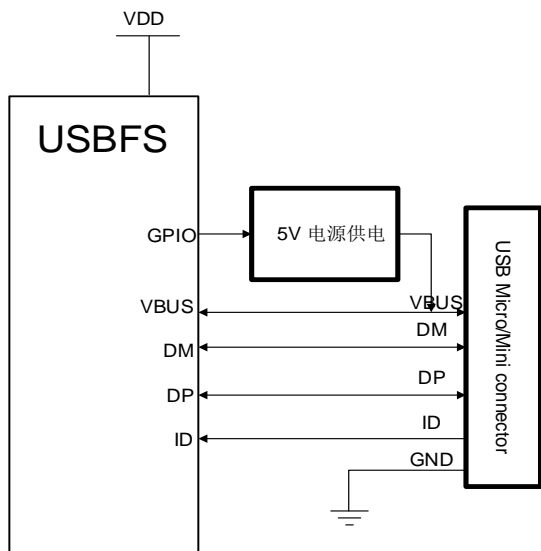 VDD
USBFS
GPIO
5V 电源供电
VBUS
VBUS
DM
DM
DP
DP
ID
ID
GND
USB Micro/Mini connector